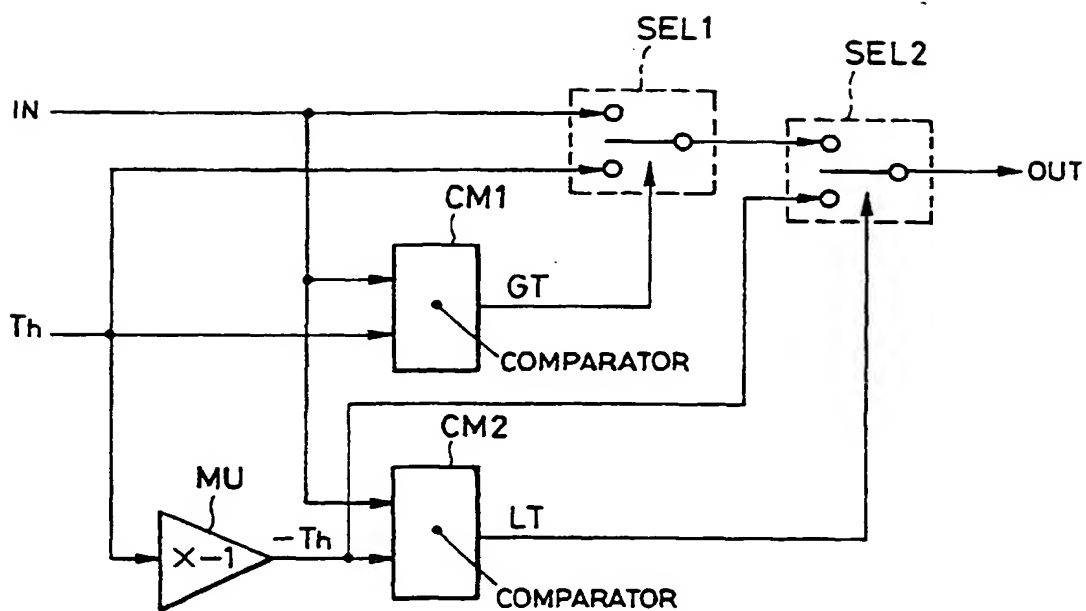 SEL1
SEL2
IN
OUT
CM1
GT
Th
COMPARATOR
CM2
MU
-Th
LT
×-1
COMPARATOR